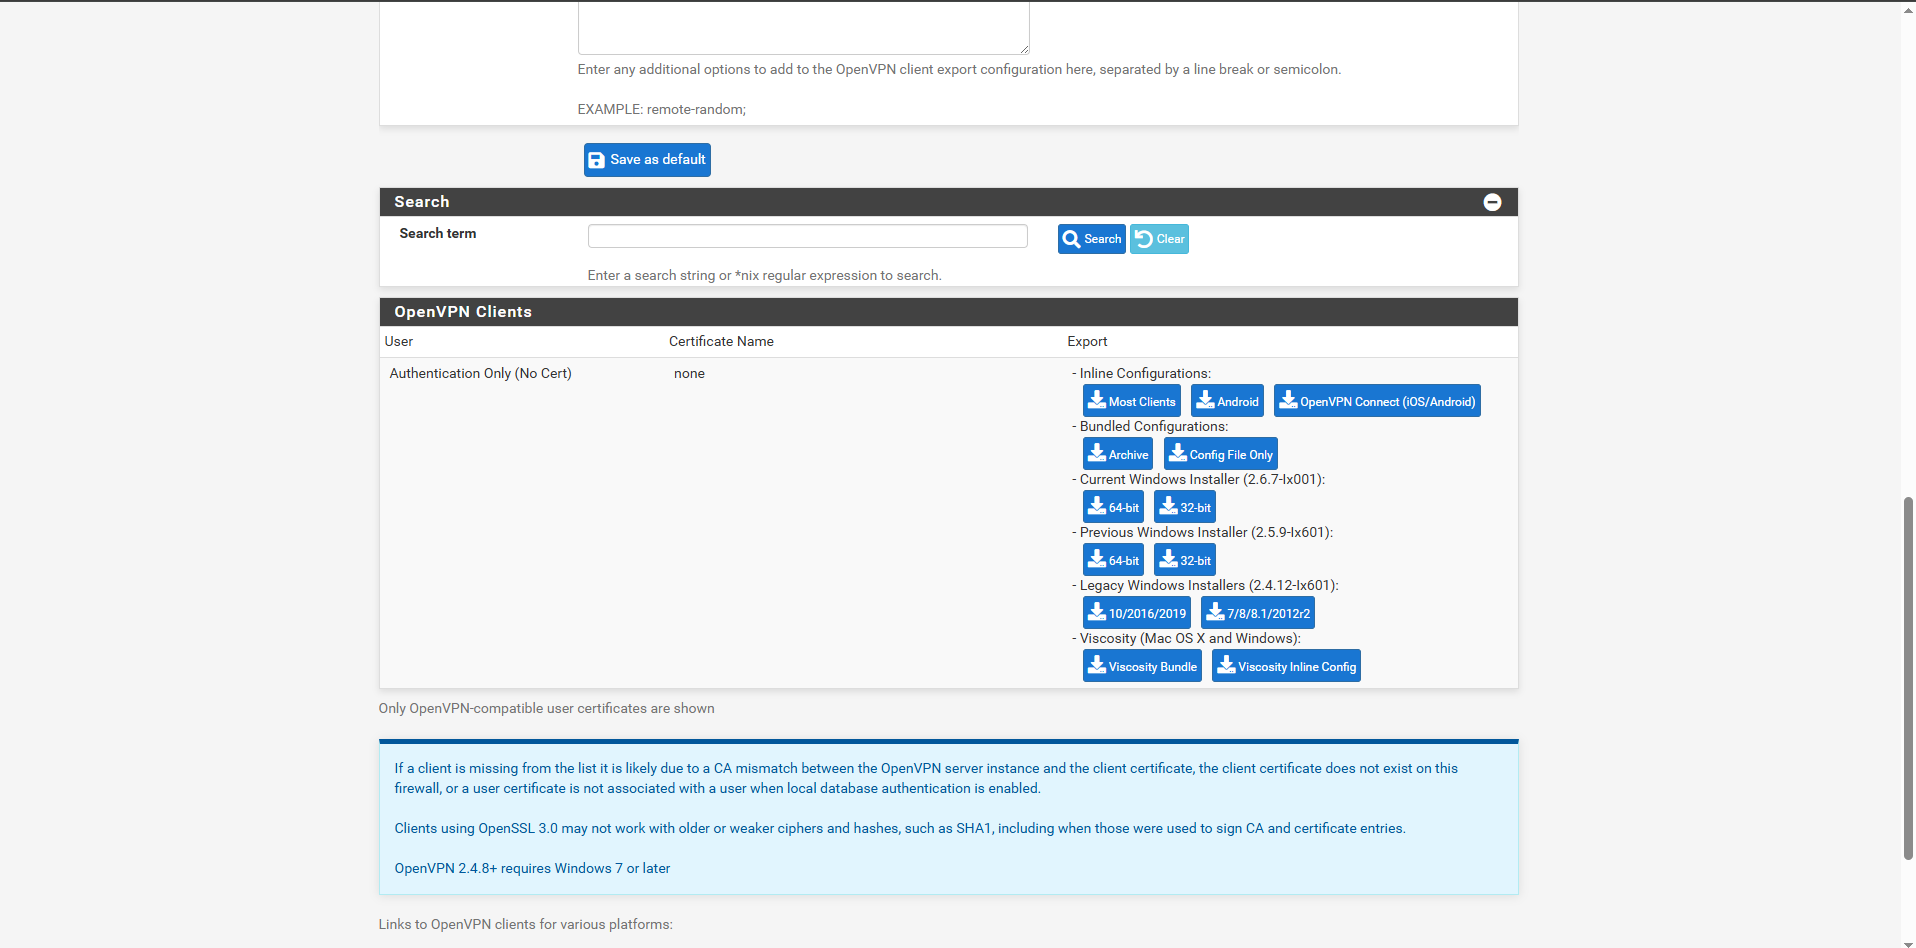 Enter any additional options to add to the OpenVPN client export configuration here, separated by a line break or semicolon.
EXAMPLE: remote-random;
Save as default
Search
Search term
Search
Clear
Enter a search string or *nix regular expression to search.
OpenVPN Clients
User Certificate Name Export
Authentication Only (No Cert) none
- Inline Configurations:
Most Clients Android OpenVPN Connect (iOS/Android)
- Bundled Configurations:
Archive Config File Only
- Current Windows Installer (2.6.7-Ix001):
64-bit 32-bit
- Previous Windows Installer (2.5.9-Ix601):
64-bit 32-bit
- Legacy Windows Installers (2.4.12-Ix601):
10/2016/2019 7/8/8.1/2012r2
- Viscosity (Mac OS X and Windows):
Viscosity Bundle Viscosity Inline Config
Only OpenVPN-compatible user certificates are shown
If a client is missing from the list it is likely due to a CA mismatch between the OpenVPN server instance and the client certificate, the client certificate does not exist on this
firewall, or a user certificate is not associated with a user when local database authentication is enabled.
Clients using OpenSSL 3.0 may not work with older or weaker ciphers and hashes, such as SHA1, including when those were used to sign CA and certificate entries.
OpenVPN 2.4.8+ requires Windows 7 or later
Links to OpenVPN clients for various platforms: